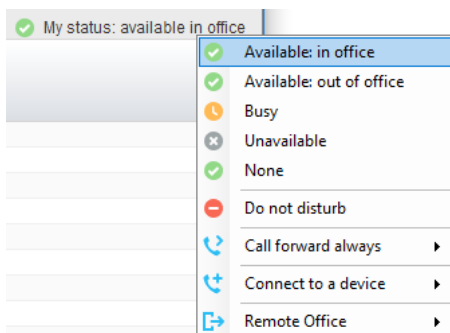 My status: available in office
Available: in office
Available: out of office
Busy
Unavailable
None
Do not disturb
Call forward always
Connect to a device
Remote Office